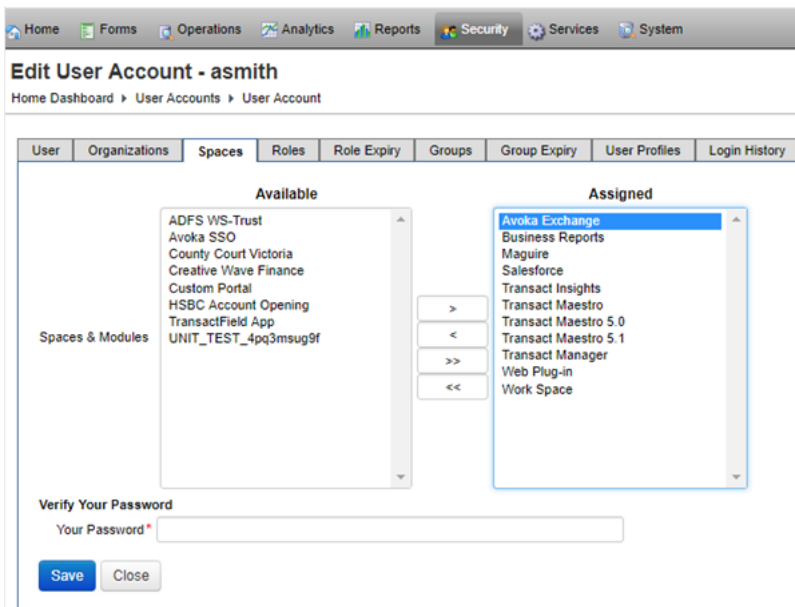 Home Forms Operations Analytics Reports Security Services System
Edit User Account - asmith
Home Dashboard User Accounts User Account
User Organizations Spaces Roles Role Expiry Groups Group Expiry User Profiles Login History
Available Assigned
ADFS WS-Trust
Avoka SSO
County Court Victoria
Creative Wave Finance
Custom Portal
HSBC Account Opening
TransactField App
UNIT_TEST_4pq3msug9f
Spaces & Modules
>
<
>>
<<
Avoka Exchange
Business Reports
Maguire
Salesforce
Transact Insights
Transact Maestro
Transact Maestro 5.0
Transact Maestro 5.1
Transact Manager
Web Plug-in
Work Space
Verify Your Password
Your Password *
Save Close